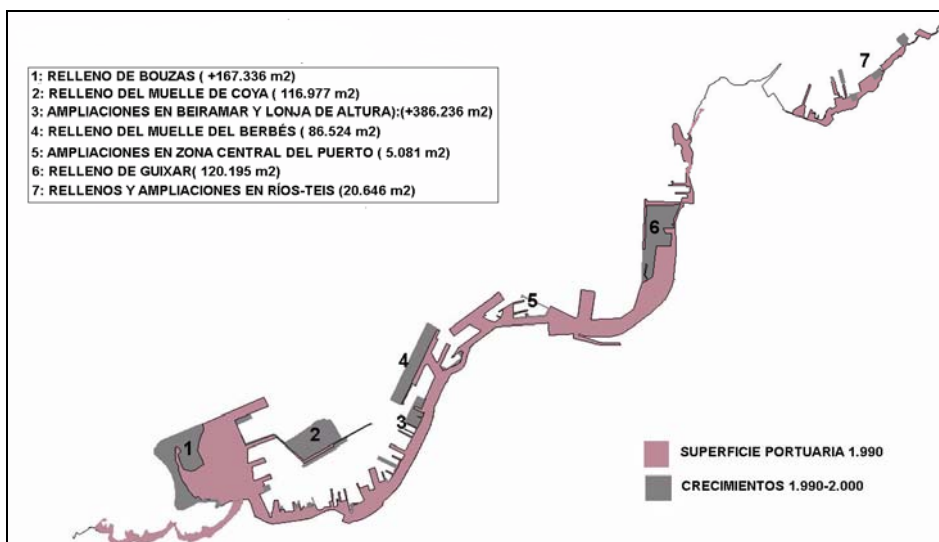 1: RELLENO DE BOUZAS ( +167.336 m2)
2: RELLENO DEL MUELLE DE COYA ( 116.977 m2)
3: AMPLIACIONES EN BEIRAMAR Y LONJA DE ALTURA):(+386.236 m2)
4: RELLENO DEL MUELLE DEL BERBÉS ( 86.524 m2)
5: AMPLIACIONES EN ZONA CENTRAL DEL PUERTO ( 5.081 m2)
6: RELLENO DE GUIXAR( 120.195 m2)
7: RELLENOS Y AMPLIACIONES EN RÍOS-TEIS (20.646 m2)
7
6
5
4
3
2
1
SUPERFICIE PORTUARIA 1.990
CRECIMIENTOS 1.990-2.000